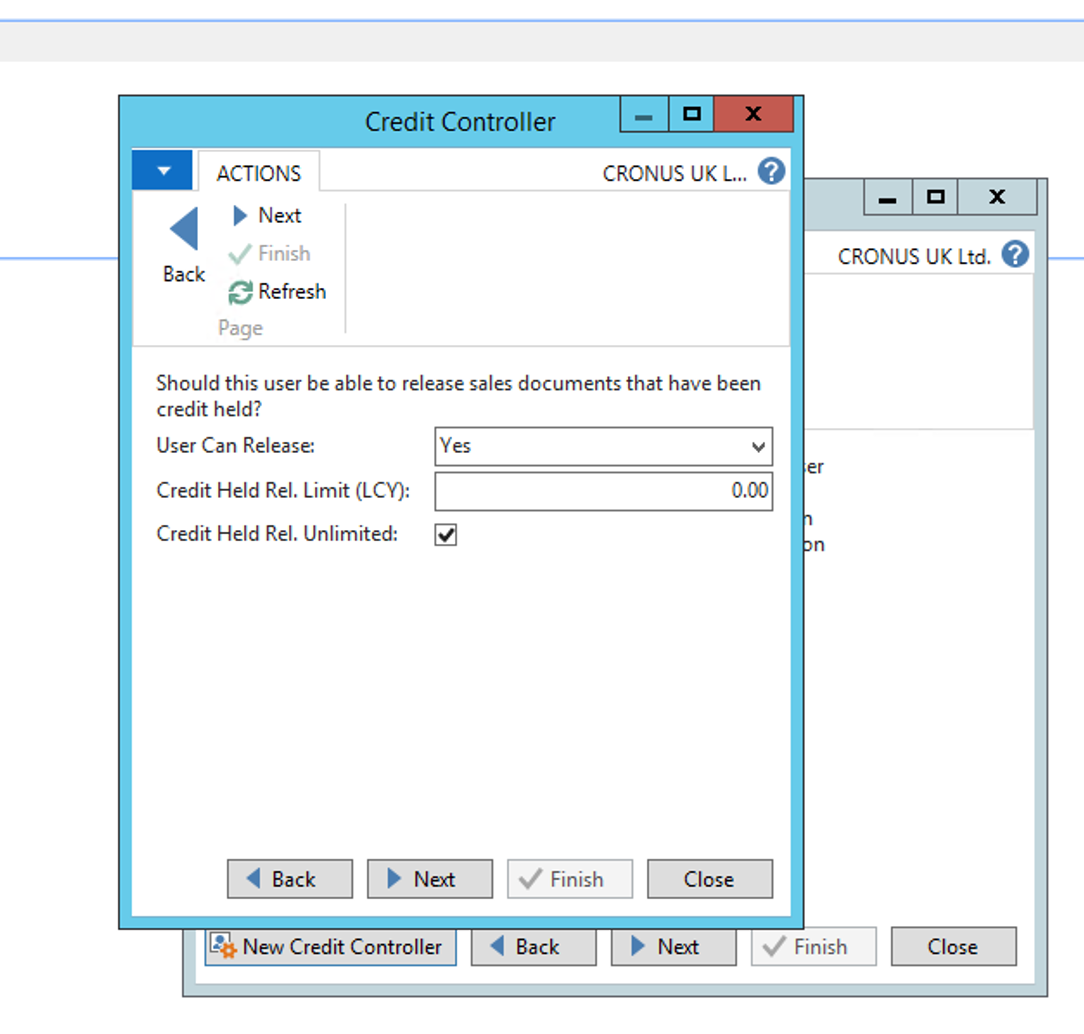 Credit Controller
ACTIONS
CRONUS UK L...
Next
Finish
Back
Refresh
Page
CRONUS UK Ltd.
Should this user be able to release sales documents that have been
credit held?
User Can Release:
Yes
Credit Held Rel. Limit (LCY):
0.00
Credit Held Rel. Unlimited:
er
n
on
Back
Next
Finish
Close
New Credit Controller
Back
Next
Finish
Close